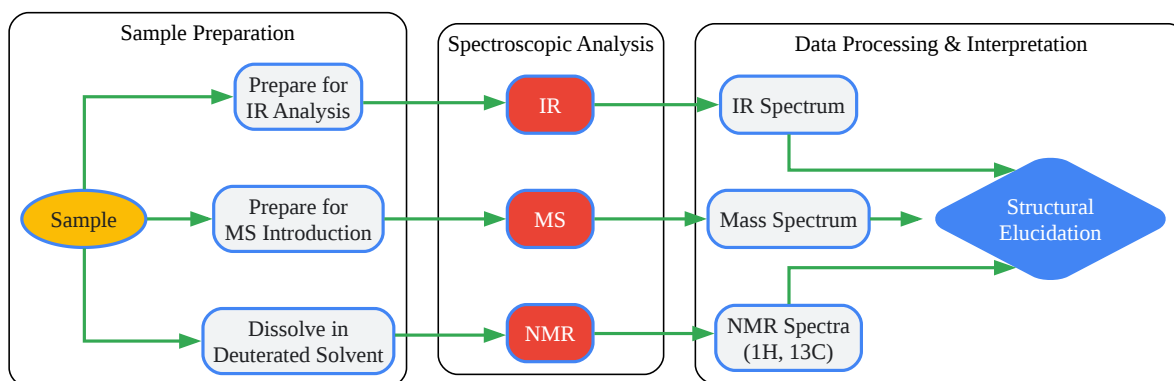 Sample Preparation
Spectroscopic Analysis
Data Processing & Interpretation
Prepare for
IR Analysis
IR
IR Spectrum
Sample
Prepare for
MS Introduction
MS
Mass Spectrum
Structural
Elucidation
Dissolve in
Deuterated Solvent
NMR
NMR Spectra
(1H, 13C)